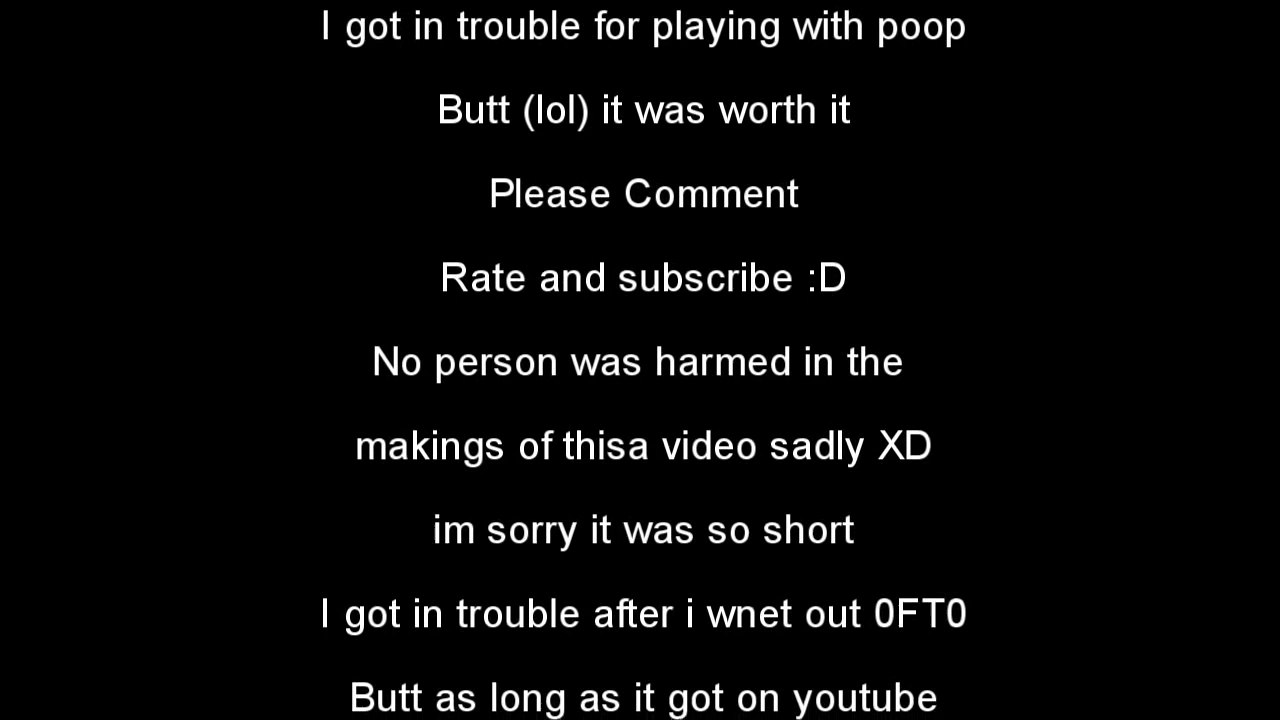 I got in trouble for playing with poop
Butt (lol) it was worth it
Please Comment
Rate and subscribe :D
No person was harmed in the
makings of thisa video sadly XD
im sorry it was so short
I got in trouble after i wnet out 0FT0
Butt as long as it got on youtube